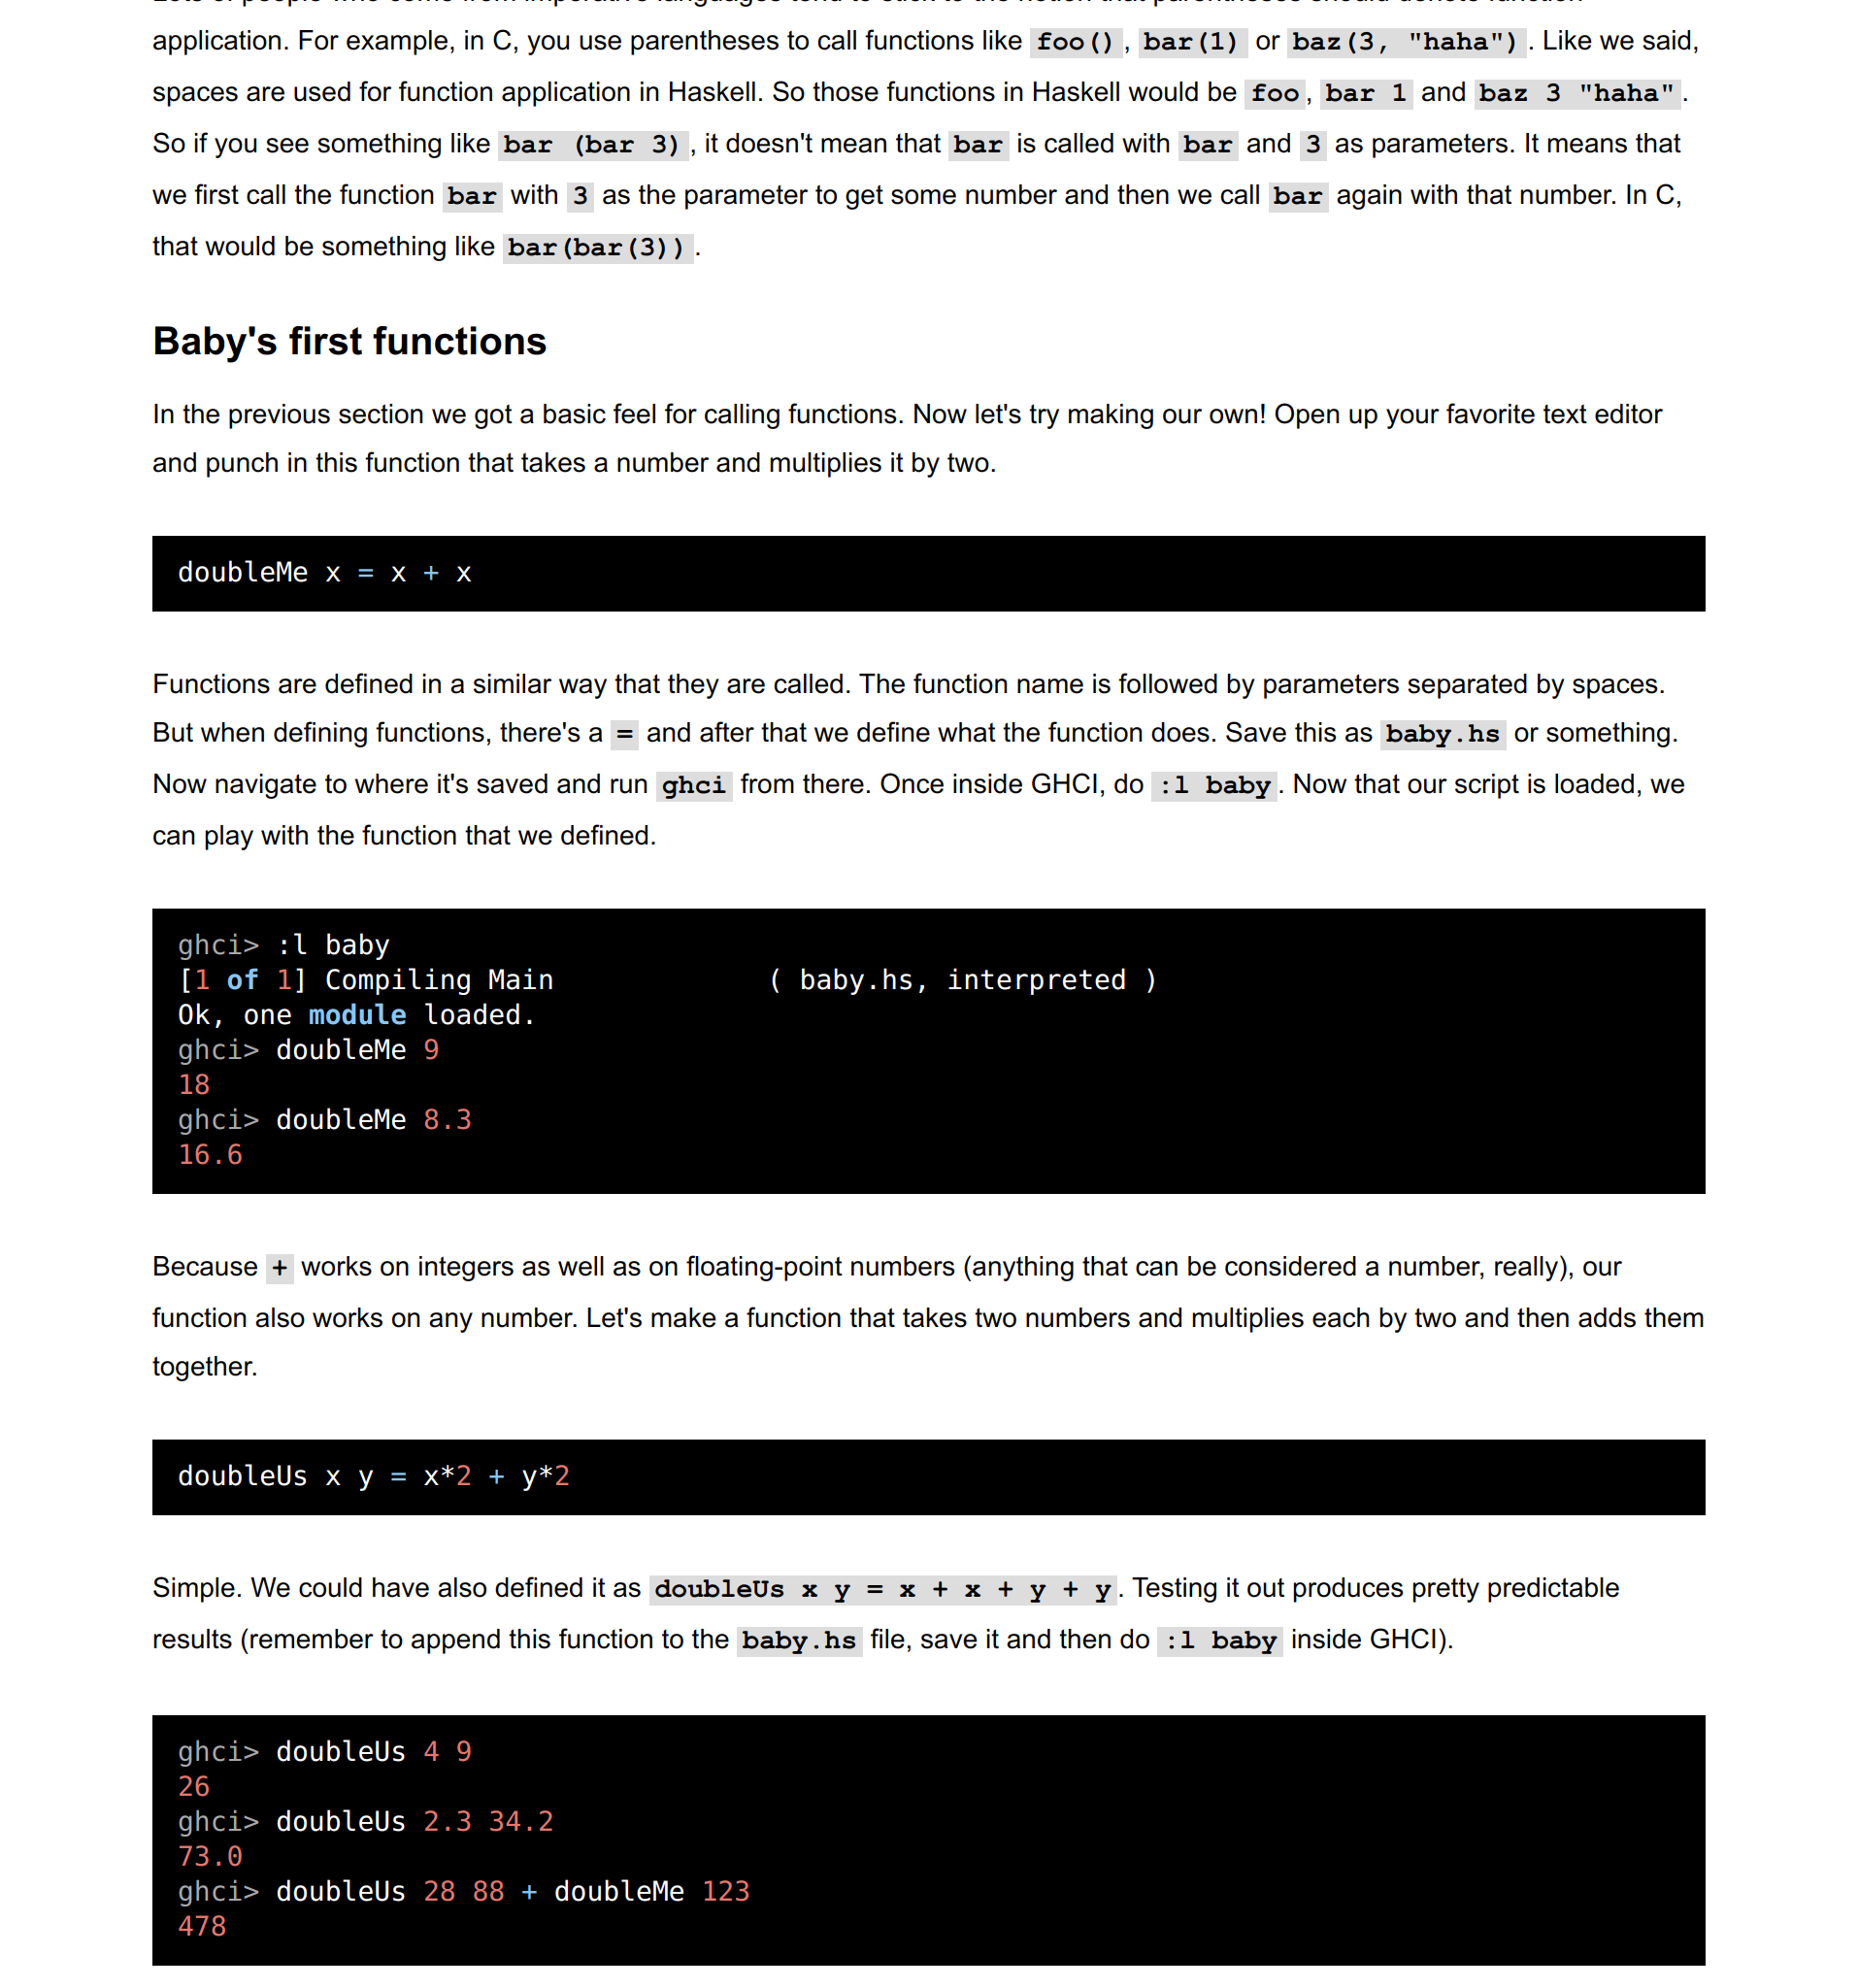 application. For example, in C, you use parentheses to call functions like foo(), bar(1) or baz(3, "haha"). Like we said,
spaces are used for function application in Haskell. So those functions in Haskell would be foo, bar 1 and baz 3 "haha".
So if you see something like bar (bar 3), it doesn't mean that bar is called with bar and 3 as parameters. It means that
we first call the function bar with 3 as the parameter to get some number and then we call bar again with that number. In C,
that would be something like bar(bar(3)).
Baby's first functions
In the previous section we got a basic feel for calling functions. Now let's try making our own! Open up your favorite text editor
and punch in this function that takes a number and multiplies it by two.
doubleMe x = x + x
Functions are defined in a similar way that they are called. The function name is followed by parameters separated by spaces.
But when defining functions, there's a = and after that we define what the function does. Save this as baby.hs or something.
Now navigate to where it's saved and run ghci from there. Once inside GHCI, do :l baby. Now that our script is loaded, we
can play with the function that we defined.
ghci> :l baby
[1 of 1] Compiling Main             ( baby.hs, interpreted )
Ok, one module loaded.
ghci> doubleMe 9
18
ghci> doubleMe 8.3
16.6
Because + works on integers as well as on floating-point numbers (anything that can be considered a number, really), our
function also works on any number. Let's make a function that takes two numbers and multiplies each by two and then adds them
together.
doubleUs x y = x*2 + y*2
Simple. We could have also defined it as doubleUs x y = x + x + y + y. Testing it out produces pretty predictable
results (remember to append this function to the baby.hs file, save it and then do :l baby inside GHCI).
ghci> doubleUs 4 9
26
ghci> doubleUs 2.3 34.2
73.0
ghci> doubleUs 28 88 + doubleMe 123
478